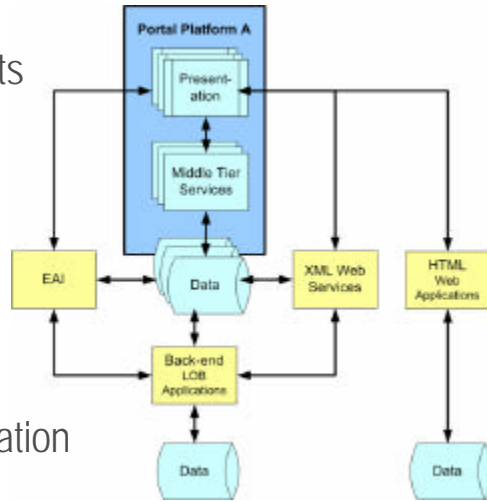 Portal Platform A
ts
Present-
ation
Middle Tier
Services
EAI
Data
XML Web
Services
HTML
Web
Applications
Back-end
LOB
Applications
ation
Data
Data